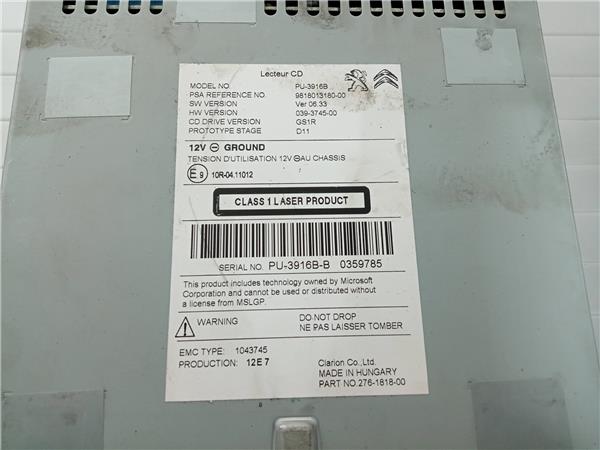 Lecteur CD
MODEL NO. PU-3916B
PSA REFERENCE NO. 9818013180-00
SW VERSION Ver 06.33
HW VERSION 039-3745-00
CD DRIVE VERSION GS1R
PROTOTYPE STAGE D11
12V ⊖ GROUND
TENSION D'UTILISATION 12V ⊖AU CHASSIS
E9 10R-04.11012
CLASS 1 LASER PRODUCT
SERIAL NO. PU-3916B-B 0359785
This product includes technology owned by Microsoft
Corporation and cannot be used or distributed without
a license from MSLGP.
WARNING DO NOT DROP
NE PAS LAISSER TOMBER
EMC TYPE: 1043745
PRODUCTION: 12E7
Clarion Co.,Ltd.
MADE IN HUNGARY
PART NO.276-1818-00